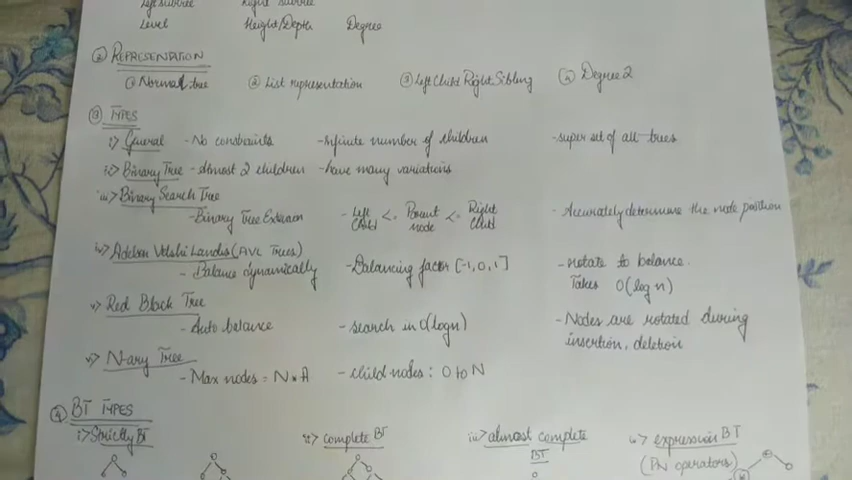 Left subtree Right subtree
Level Height/Depth Degree
② REPRESENTATION
① Normal tree ② List representation ③ Left Child Right Sibling ④ Degree 2
③ TYPES
i> General - No constraints - Infinite number of children - super set of all trees
ii> Binary Tree - atmost 2 children - have many variations
iii> Binary Search Tree
- Binary Tree Extension - Left Child <= Parent node <= Right Child - Accurately determine the node position
iv> Adelson Velski Landis (AVL Trees)
- Balance dynamically - Balancing factor [-1, 0, 1] - rotate to balance.
Takes O(log n)
v> Red Black Tree
- Auto balance - search in O(log n) - Nodes are rotated during
insertion, deletion
vi> N-ary Tree
- Max nodes = N * A - child nodes : 0 to N
④ BT TYPES
i> Strictly BT ii> complete BT iii> almost complete BT iv> expression BT
(PN operators)